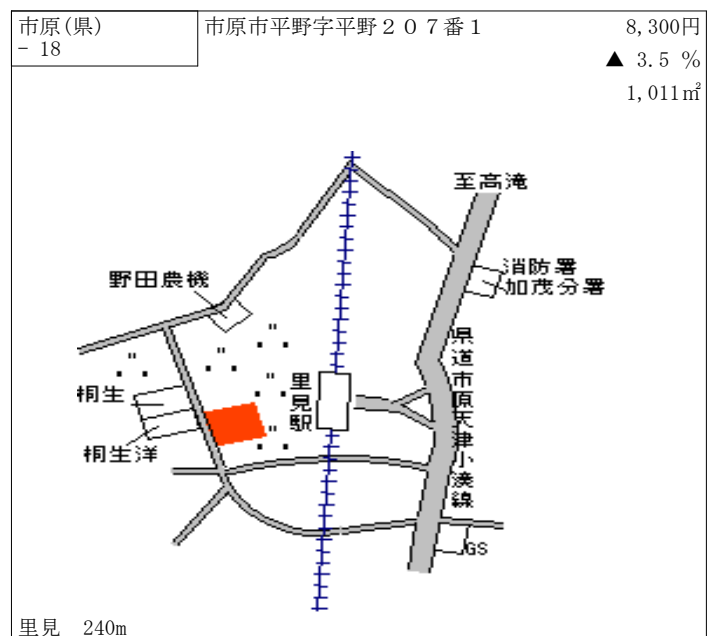 市原(県)
- 18
市原市平野字平野２０７番１
8,300円
▲ 3.5 %
1,011㎡
至高滝
消防署
加茂分署
野田農機
県道市原天津小湊線
里見駅
桐生
桐生洋
GS
里見 240m